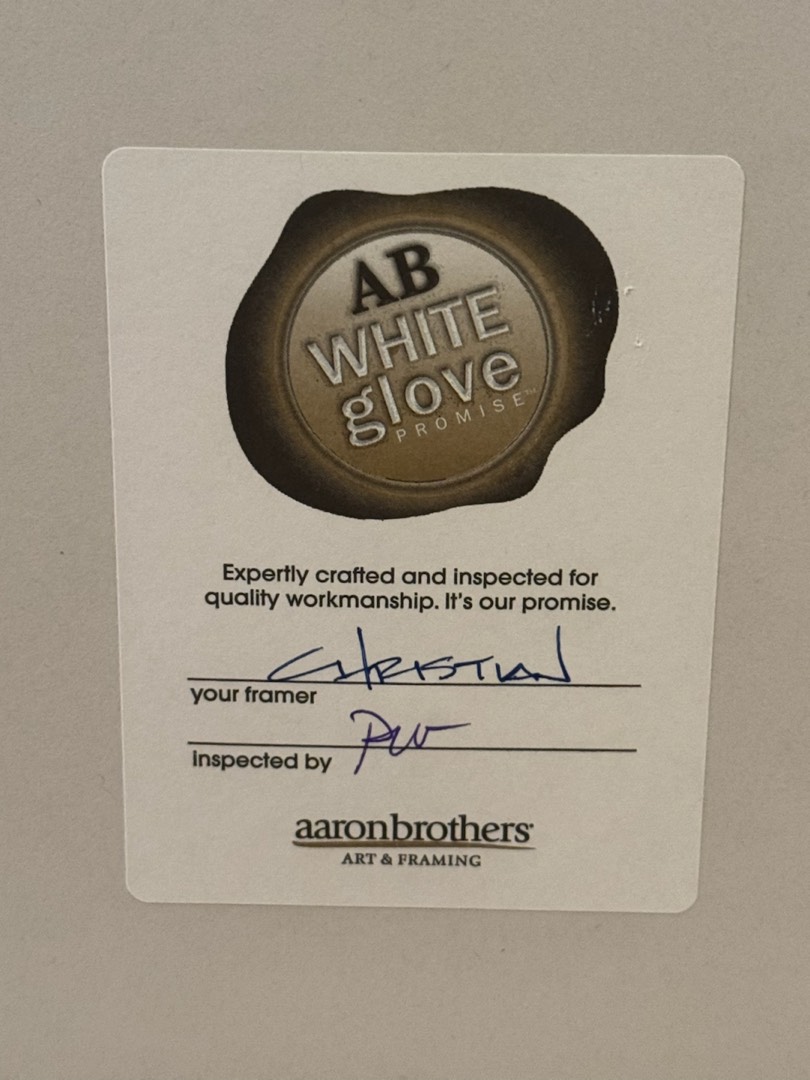 AB
WHITE
glove
PROMISE™
Expertly crafted and inspected for
quality workmanship. It's our promise.
CHRISTIAN
your framer
PW
inspected by
aaronbrothers®
ART & FRAMING